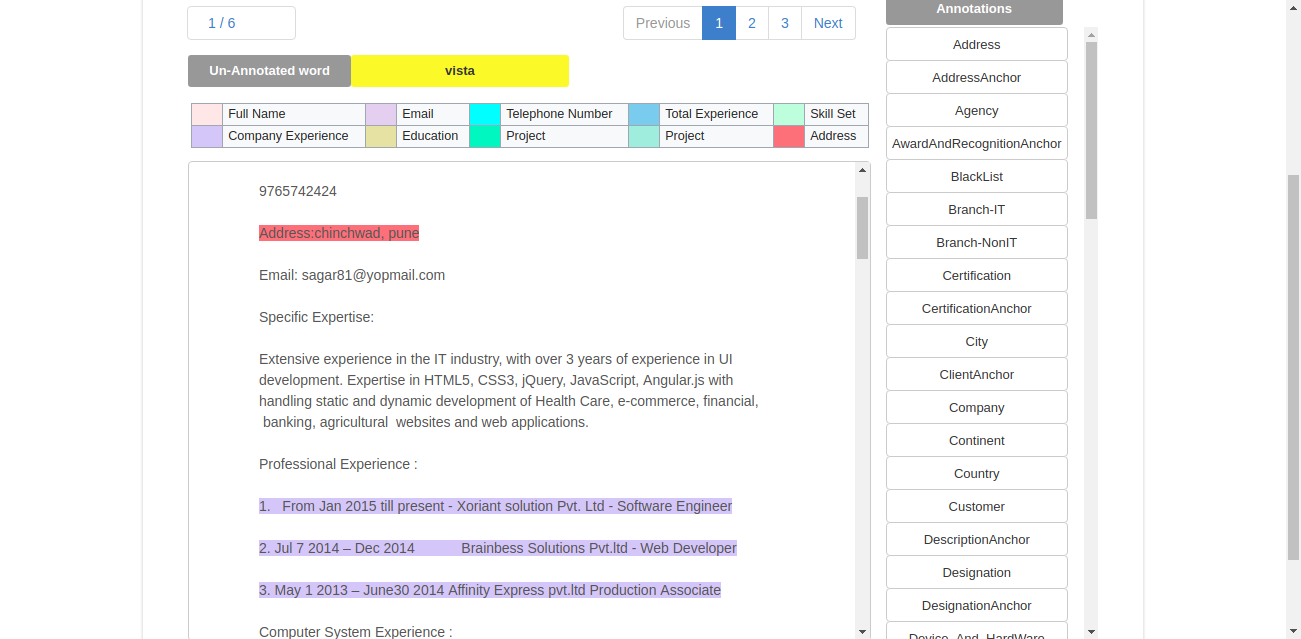 1 / 6
Previous 1 2 3 Next
Un-Annotated word vista
Full Name Email Telephone Number Total Experience Skill Set
Company Experience Education Project Project Address
9765742424
Address:chinchwad, pune
Email: sagar81@yopmail.com
Specific Expertise:
Extensive experience in the IT industry, with over 3 years of experience in UI
development. Expertise in HTML5, CSS3, jQuery, JavaScript, Angular.js with
handling static and dynamic development of Health Care, e-commerce, financial,
banking, agricultural websites and web applications.
Professional Experience :
1. From Jan 2015 till present - Xoriant solution Pvt. Ltd - Software Engineer
2. Jul 7 2014 – Dec 2014 Brainbess Solutions Pvt.ltd - Web Developer
3. May 1 2013 – June30 2014 Affinity Express pvt.ltd Production Associate
Computer System Experience :
Annotations
Address
AddressAnchor
Agency
AwardAndRecognitionAnchor
BlackList
Branch-IT
Branch-NonIT
Certification
CertificationAnchor
City
ClientAnchor
Company
Continent
Country
Customer
DescriptionAnchor
Designation
DesignationAnchor
Device_And_HardWare